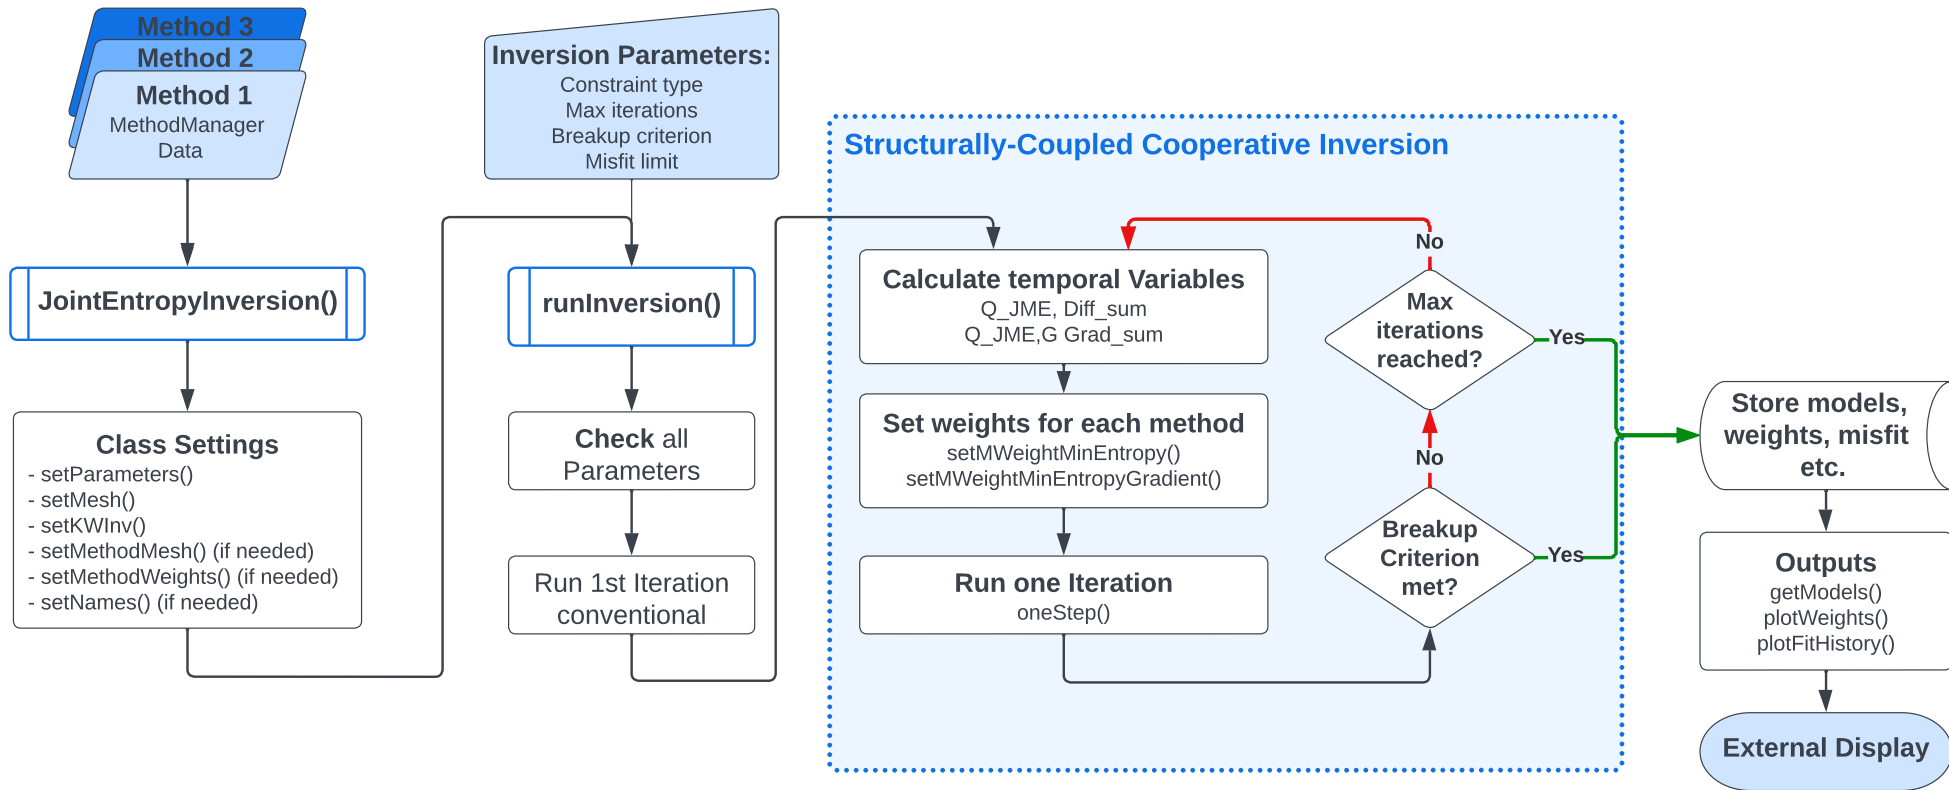 Method 3
Method 2
Method 1
MethodManager
Data
JointEntropyInversion()
Class Settings
- setParameters()
- setMesh()
- setKWInv()
- setMethodMesh() (if needed)
- setMethodWeights() (if needed)
- setNames() (if needed)
Inversion Parameters:
Constraint type
Max iterations
Breakup criterion
Misfit limit
runInversion()
Check all
Parameters
Run 1st Iteration
conventional
Structurally-Coupled Cooperative Inversion
Calculate temporal Variables
Q_JME, Diff_sum
Q_JME,G Grad_sum
Set weights for each method
setMWeightMinEntropy()
setMWeightMinEntropyGradient()
Run one Iteration
oneStep()
No
Max
iterations
reached?
Yes
No
Breakup
Criterion
met?
Yes
Store models,
weights, misfit
etc.
Outputs
getModels()
plotWeights()
plotFitHistory()
External Display